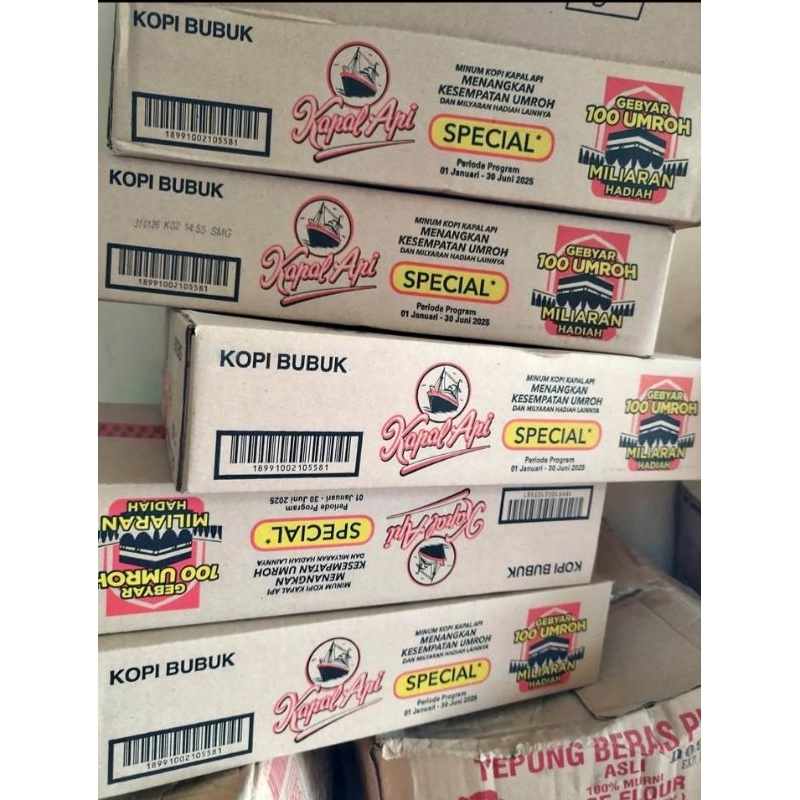 KOPI BUBUK
18991002105581
Kapal Api
MINUM KOPI KAPAL API
MENANGKAN
KESEMPATAN UMROH
DAN MILYARAN HADIAH LAINNYA
SPECIAL*
Periode Program
01 Januari - 30 Juni 2025
GEBYAR
100 UMROH
MILIARAN
HADIAH
KOPI BUBUK
310126 K02 14:55 SMG
18991002105581
Kapal Api
MINUM KOPI KAPAL API
MENANGKAN
KESEMPATAN UMROH
DAN MILYARAN HADIAH LAINNYA
SPECIAL*
Periode Program
01 Januari - 30 Juni 2025
GEBYAR
100 UMROH
MILIARAN
HADIAH
KOPI BUBUK
18991002105581
Kapal Api
MINUM KOPI KAPAL API
MENANGKAN
KESEMPATAN UMROH
DAN MILYARAN HADIAH LAINNYA
SPECIAL*
Periode Program
01 Januari - 30 Juni 2025
GEBYAR
100 UMROH
MILIARAN
HADIAH
KOPI BUBUK
18991002105581
Kapal Api
MINUM KOPI KAPAL API
MENANGKAN
KESEMPATAN UMROH
DAN MILYARAN HADIAH LAINNYA
SPECIAL*
Periode Program
01 Januari - 30 Juni 2025
GEBYAR
100 UMROH
MILIARAN
HADIAH
KOPI BUBUK
18991002105581
Kapal Api
MINUM KOPI KAPAL API
MENANGKAN
KESEMPATAN UMROH
DAN MILYARAN HADIAH LAINNYA
SPECIAL*
Periode Program
01 Januari - 30 Juni 2025
GEBYAR
100 UMROH
MILIARAN
HADIAH
TEPUNG BERAS
ASLI
100% MURNI
FLOUR